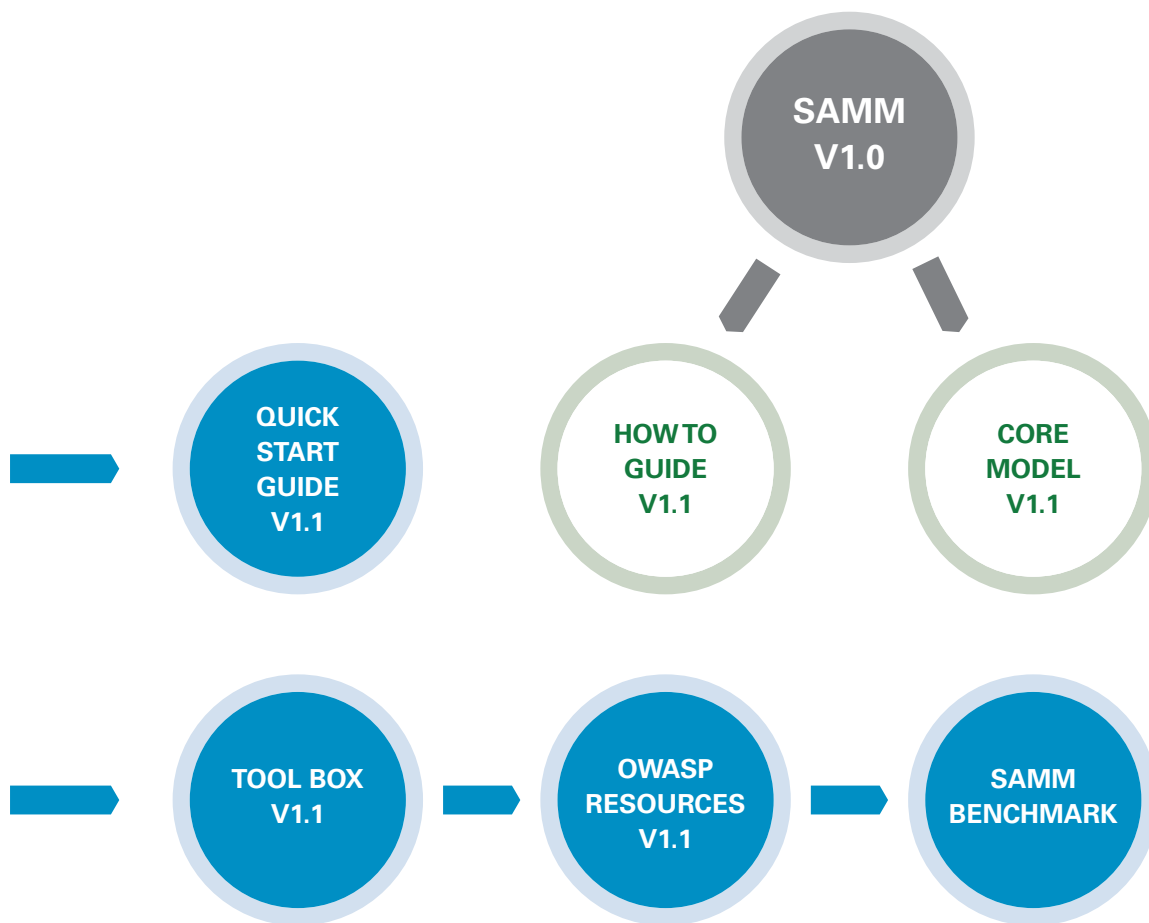 SAMM
V1.0
QUICK
START
GUIDE
V1.1
HOW TO
GUIDE
V1.1
CORE
MODEL
V1.1
TOOL BOX
V1.1
OWASP
RESOURCES
V1.1
SAMM
BENCHMARK